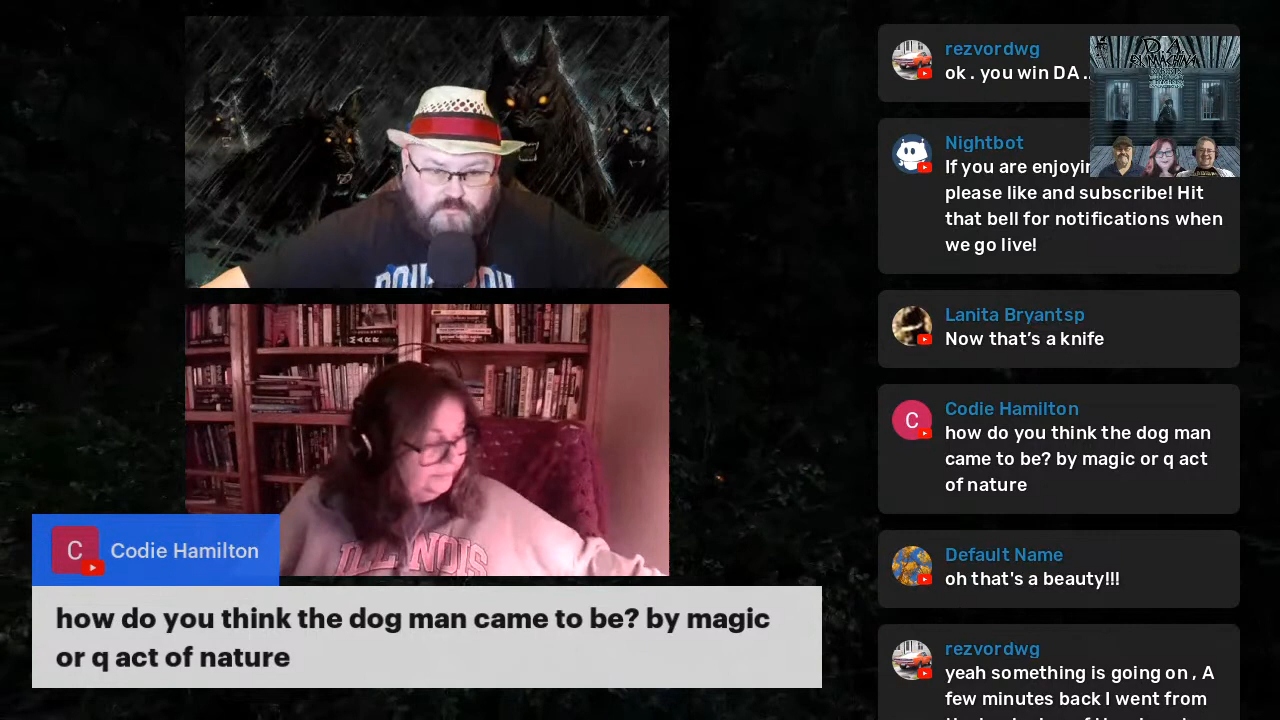 rezvordwg
ok . you win DA ..
Nightbot
If you are enjoyin
please like and subscribe! Hit
that bell for notifications when
we go live!
Lanita Bryantsp
Now that's a knife
C
Codie Hamilton
how do you think the dog man
came to be? by magic or q act
of nature
Default Name
oh that's a beauty!!!
rezvordwg
yeah something is going on , A
few minutes back I went from
ILLINOIS
C
Codie Hamilton
how do you think the dog man came to be? by magic
or q act of nature